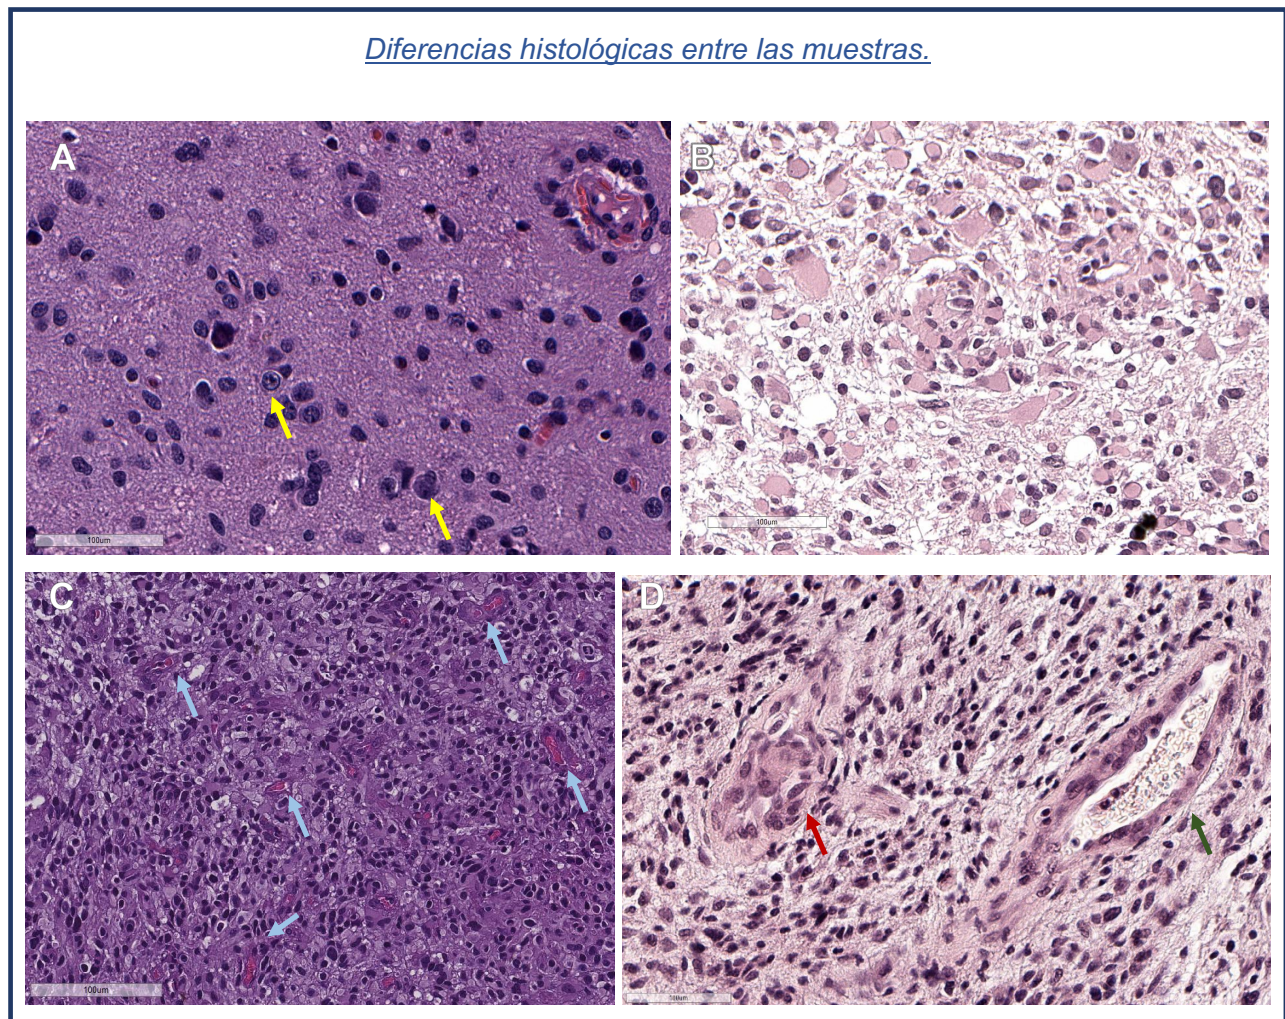 Diferencias histológicas entre las muestras.
A
B
100um
100um
C
D
100um
100um